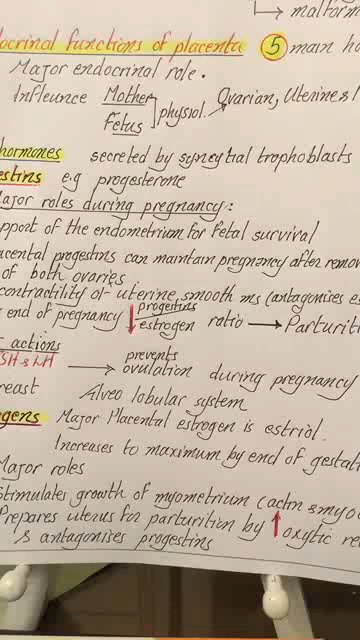 malform
ocrinal functions of placenta 5 main ho
Major endocrinal role.
Influence Mother Fetus physiol. Ovarian, Uterine &
hormones secreted by syncytial trophoblasts
estins e.g progesterone
Major roles during pregnancy:
pport of the endometrium for fetal survival
acental progestins can maintain pregnancy after remov
of both ovaries
contractility of uterine smooth ms (antagonises es
end of pregnancy ↓ progestins estrogen ratio → Parturiti
actions
SH & LH → prevents ovulation during pregnancy
reast Alveo lobular system
ogens Major Placental estrogen is estriol.
Increases to maximum by end of gestat
Major roles
Stimulates growth of myometrium (actin & myo
Prepares uterus for parturition by ↑ oxytic re
& antagonises progestins